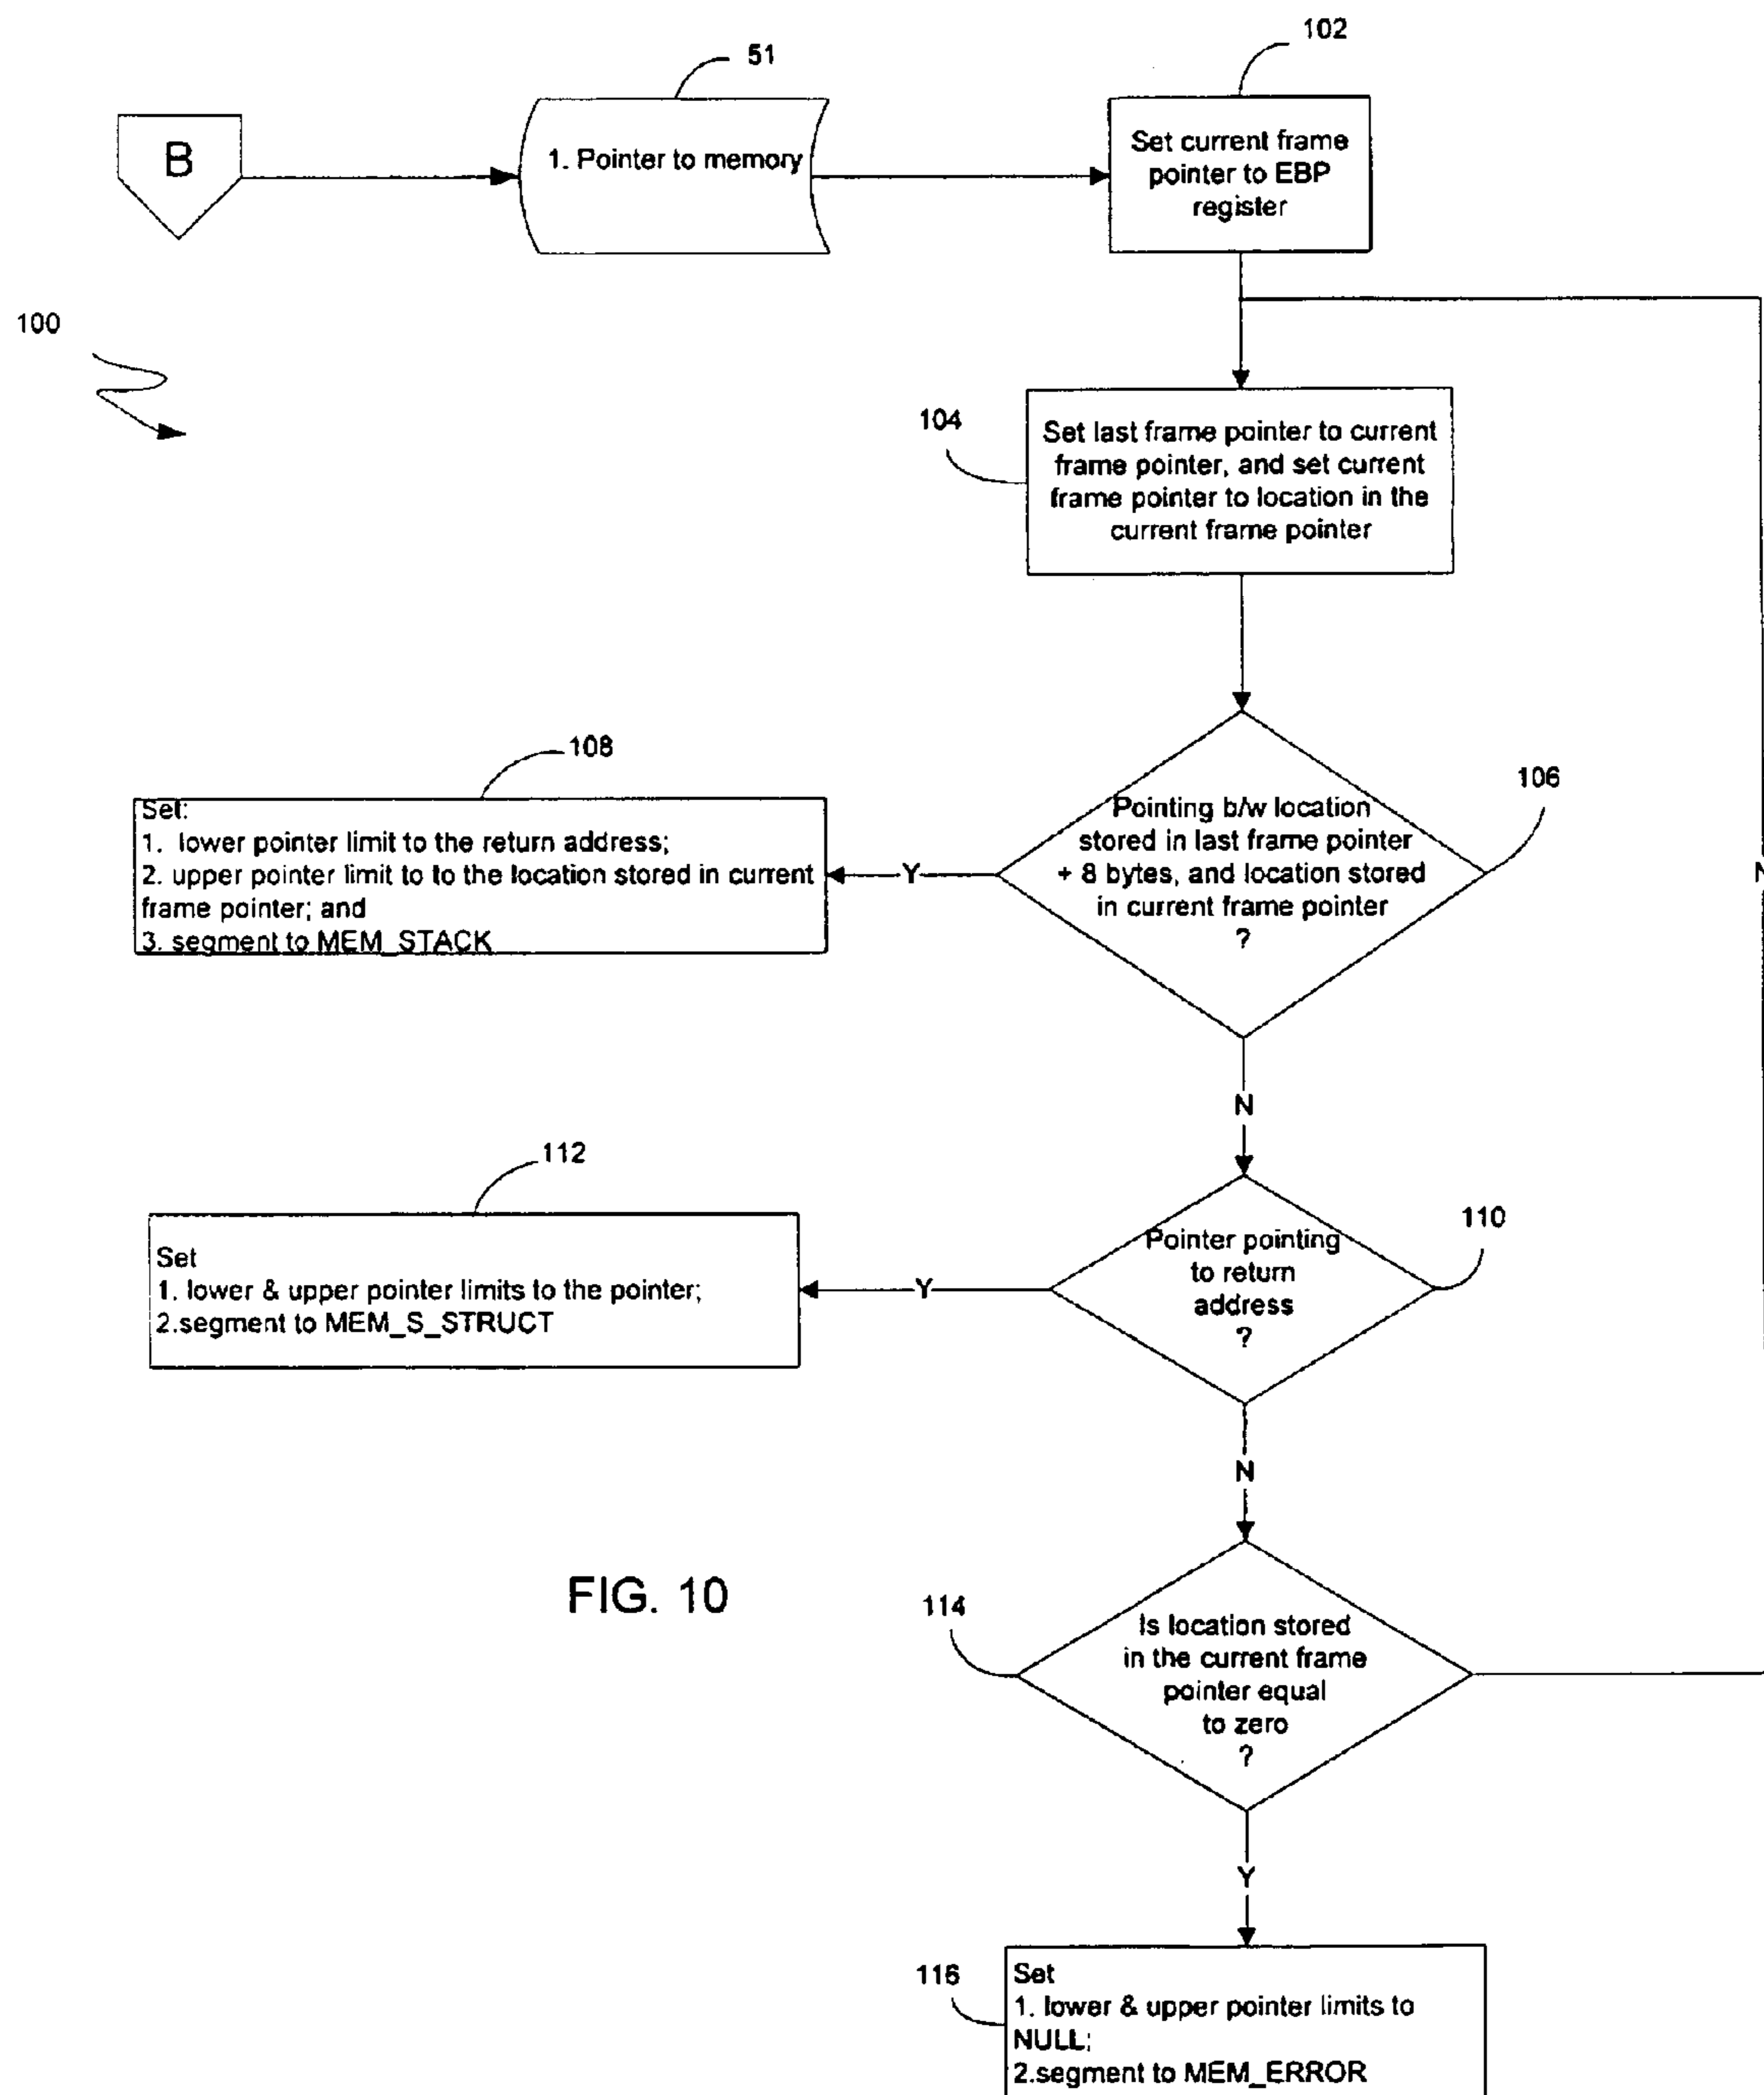 102
51
B
1. Pointer to memory
Set current frame
pointer to EBP
register
100
104
Set last frame pointer to current
frame pointer, and set current
frame pointer to location in the
current frame pointer
108
106
Set:
1. lower pointer limit to the return address;
2. upper pointer limit to to the location stored in current
frame pointer; and
3. segment to MEM_STACK
Y
Pointing b/w location
stored in last frame pointer
+ 8 bytes, and location stored
in current frame pointer
?
N
N
112
110
Set
1. lower & upper pointer limits to the pointer;
2.segment to MEM_S_STRUCT
Y
Pointer pointing
to return
address
?
N
FIG. 10
114
Is location stored
in the current frame
pointer equal
to zero
?
Y
116
Set
1. lower & upper pointer limits to
NULL;
2.segment to MEM_ERROR